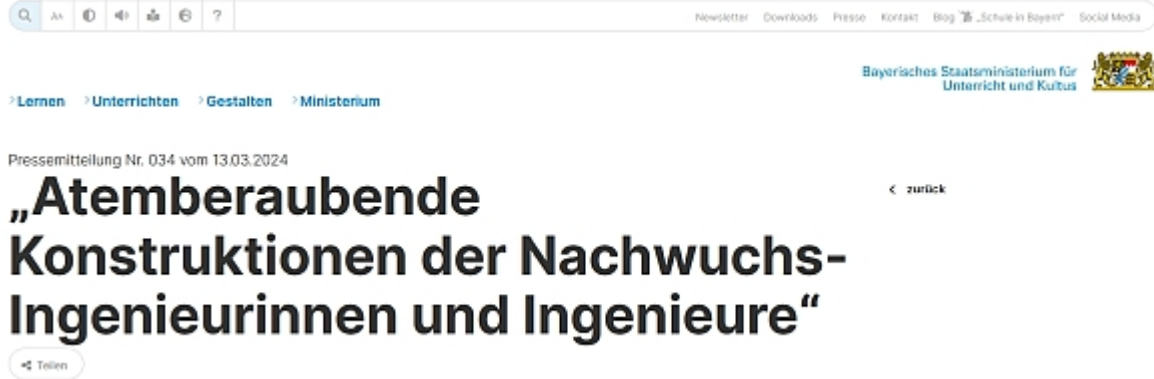 Newsletter Downloads Presse Kontakt Blog „Schule in Bayern“ Social Media
Bayerisches Staatsministerium für
Unterricht und Kultus
Lernen Unterrichten Gestalten Ministerium
Pressemitteilung Nr. 034 vom 13.03.2024
„Atemberaubende
Konstruktionen der Nachwuchs-
Ingenieurinnen und Ingenieure“
zurück
Teilen